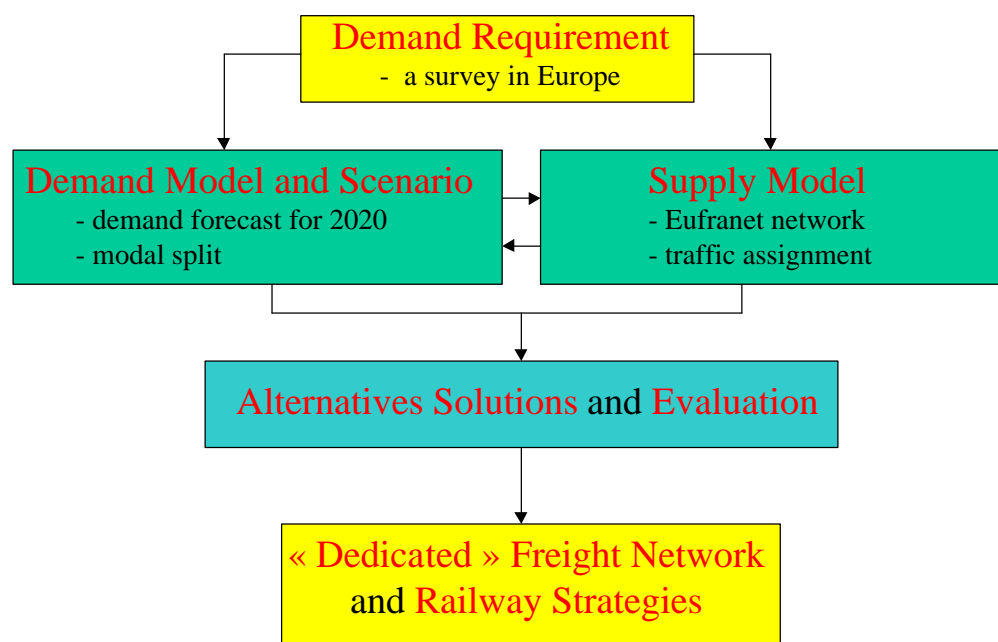 Demand Requirement
- a survey in Europe
Demand Model and Scenario
- demand forecast for 2020
- modal split
Supply Model
- Eufranet network
- traffic assignment
Alternatives Solutions and Evaluation
« Dedicated » Freight Network
and Railway Strategies